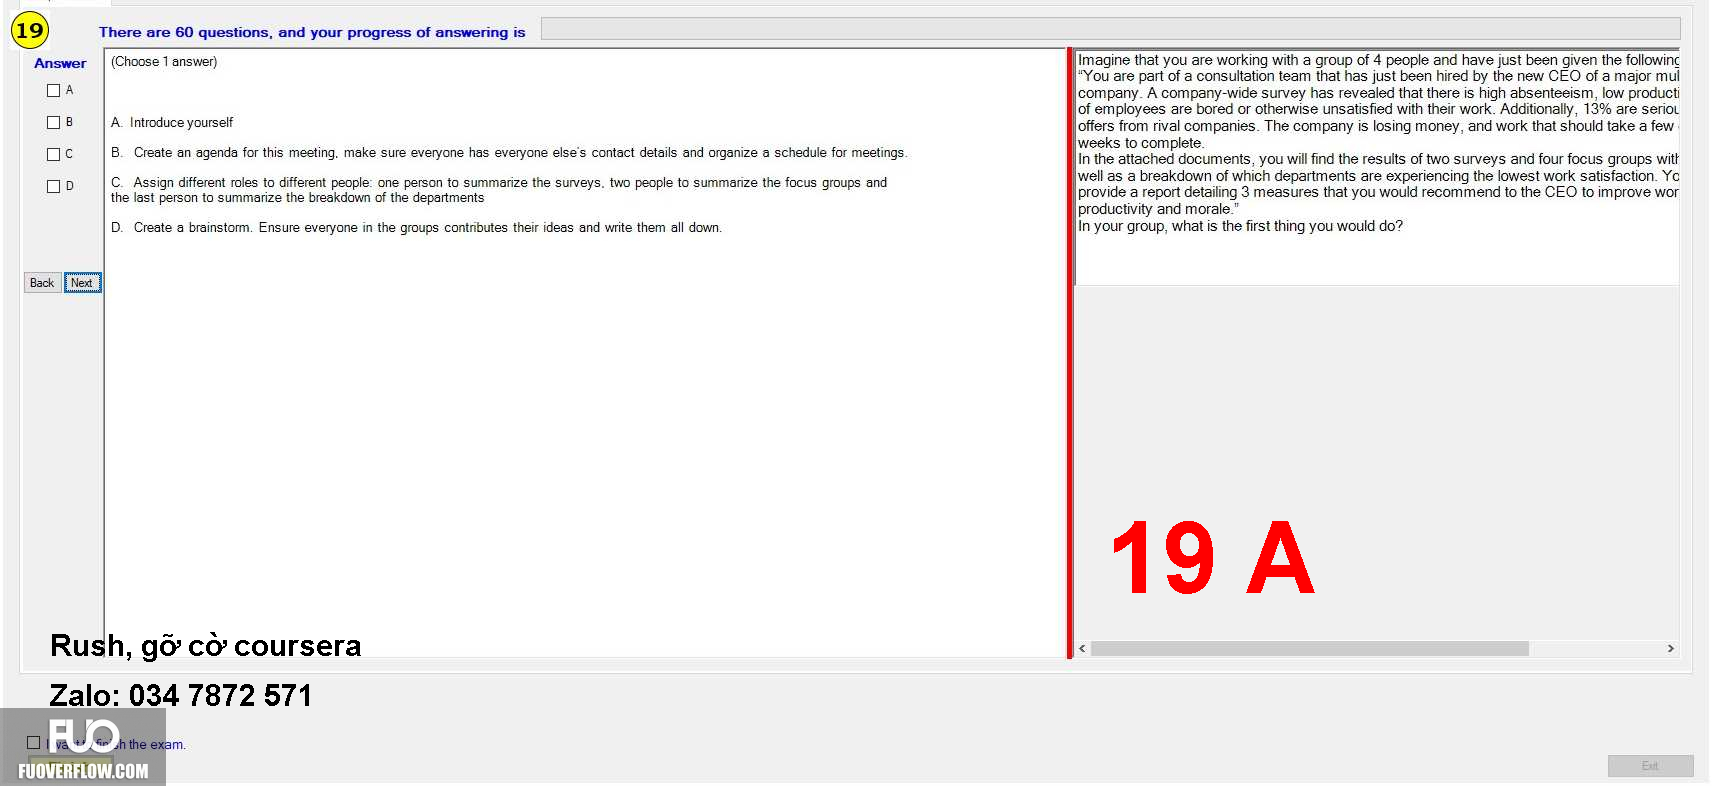 19
There are 60 questions, and your progress of answering is
Answer
A
B
C
D
Back
Next
(Choose 1 answer)
A. Introduce yourself
B. Create an agenda for this meeting, make sure everyone has everyone else's contact details and organize a schedule for meetings.
C. Assign different roles to different people: one person to summarize the surveys, two people to summarize the focus groups and
the last person to summarize the breakdown of the departments
D. Create a brainstorm. Ensure everyone in the groups contributes their ideas and write them all down.
Imagine that you are working with a group of 4 people and have just been given the following
“You are part of a consultation team that has just been hired by the new CEO of a major mul
company. A company-wide survey has revealed that there is high absenteeism, low producti
of employees are bored or otherwise unsatisfied with their work. Additionally, 13% are seriou
offers from rival companies. The company is losing money, and work that should take a few
weeks to complete.
In the attached documents, you will find the results of two surveys and four focus groups with
well as a breakdown of which departments are experiencing the lowest work satisfaction. Yo
provide a report detailing 3 measures that you would recommend to the CEO to improve wor
productivity and morale.”
In your group, what is the first thing you would do?
19 A
Rush, gỡ cờ coursera
Zalo: 034 7872 571
I want to finish the exam.
FUO
FUOVERFLOW.COM
Exit